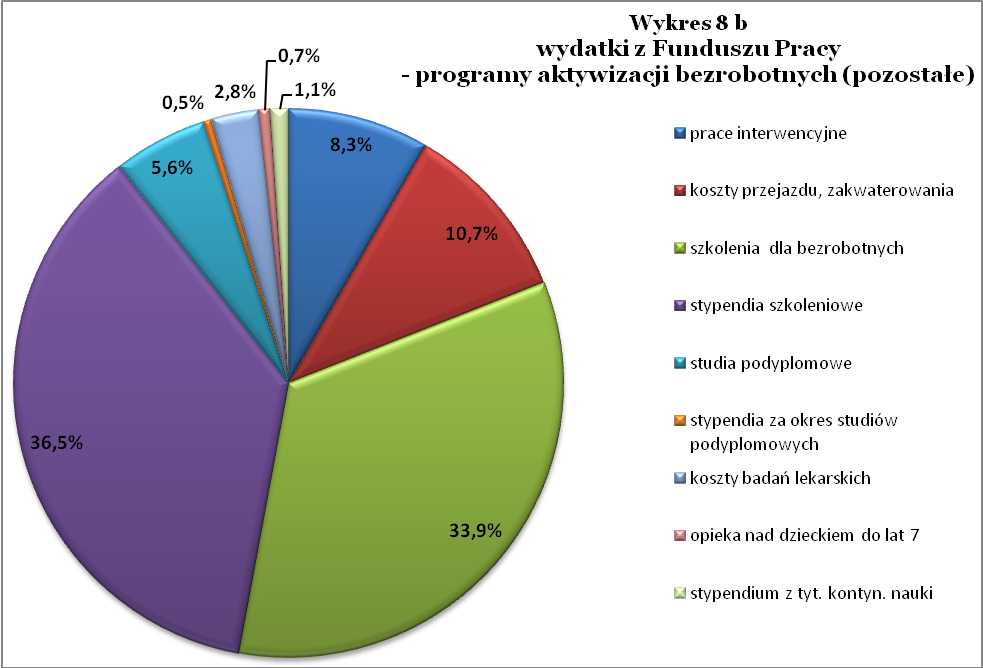 Wykres 8 b
wydatki z Funduszu Pracy
- programy aktywizacji bezrobotnych (pozostałe)
0,7%
1,1%
2,8%
0,5%
5,6%
8,3%
10,7%
36,5%
33,9%
prace interwencyjne
koszty przejazdu, zakwaterowania
szkolenia dla bezrobotnych
stypendia szkoleniowe
studia podyplomowe
stypendia za okres studiów
podyplomowych
koszty badań lekarskich
opieka nad dzieckiem do lat 7
stypendium z tyt. kontyn. nauki